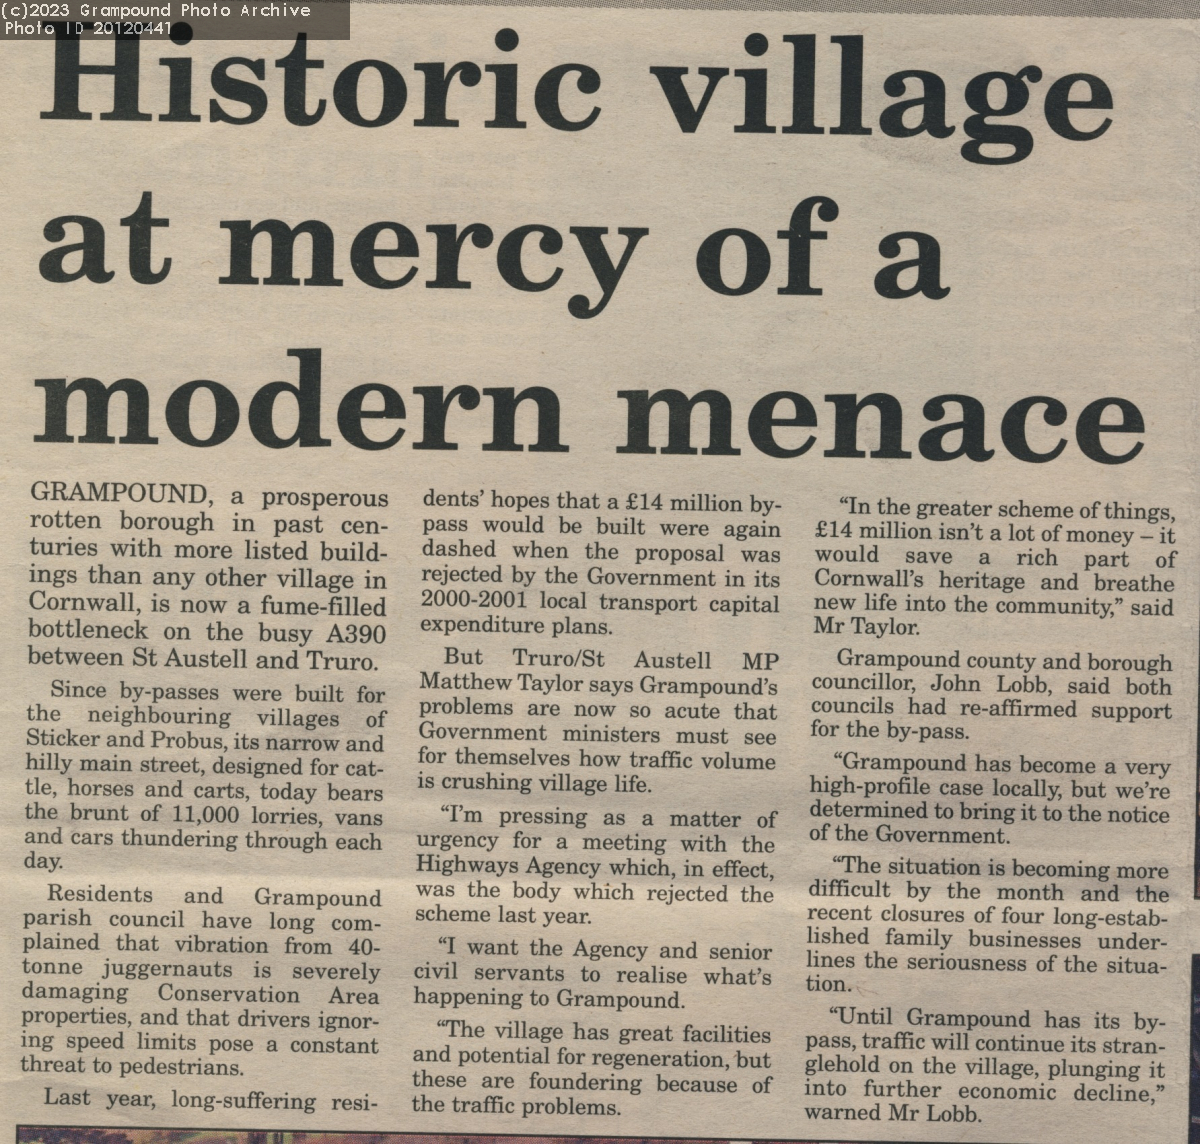 (c)2023 Grampound Photo Archive
Photo ID 20120441
Historic village
at mercy of a
modern menace
GRAMPOUND, a prosperous
rotten borough in past cen-
turies with more listed build-
ings than any other village in
Cornwall, is now a fume-filled
bottleneck on the busy A390
between St Austell and Truro.
Since by-passes were built for
the neighbouring villages of
Sticker and Probus, its narrow and
hilly main street, designed for cat-
tle, horses and carts, today bears
the brunt of 11,000 lorries, vans
and cars thundering through each
day.
Residents and Grampound
parish council have long com-
plained that vibration from 40-
tonne juggernauts is severely
damaging Conservation Area
properties, and that drivers ignor-
ing speed limits pose a constant
threat to pedestrians.
Last year, long-suffering resi-
dents' hopes that a £14 million by-
pass would be built were again
dashed when the proposal was
rejected by the Government in its
2000-2001 local transport capital
expenditure plans.
But Truro/St Austell MP
Matthew Taylor says Grampound's
problems are now so acute that
Government ministers must see
for themselves how traffic volume
is crushing village life.
"I'm pressing as a matter of
urgency for a meeting with the
Highways Agency which, in effect,
was the body which rejected the
scheme last year.
"I want the Agency and senior
civil servants to realise what's
happening to Grampound.
"The village has great facilities
and potential for regeneration, but
these are foundering because of
the traffic problems.
"In the greater scheme of things,
£14 million isn't a lot of money – it
would save a rich part of
Cornwall's heritage and breathe
new life into the community," said
Mr Taylor.
Grampound county and borough
councillor, John Lobb, said both
councils had re-affirmed support
for the by-pass.
"Grampound has become a very
high-profile case locally, but we're
determined to bring it to the notice
of the Government.
"The situation is becoming more
difficult by the month and the
recent closures of four long-estab-
lished family businesses under-
lines the seriousness of the situa-
tion.
"Until Grampound has its by-
pass, traffic will continue its stran-
glehold on the village, plunging it
into further economic decline,"
warned Mr Lobb.